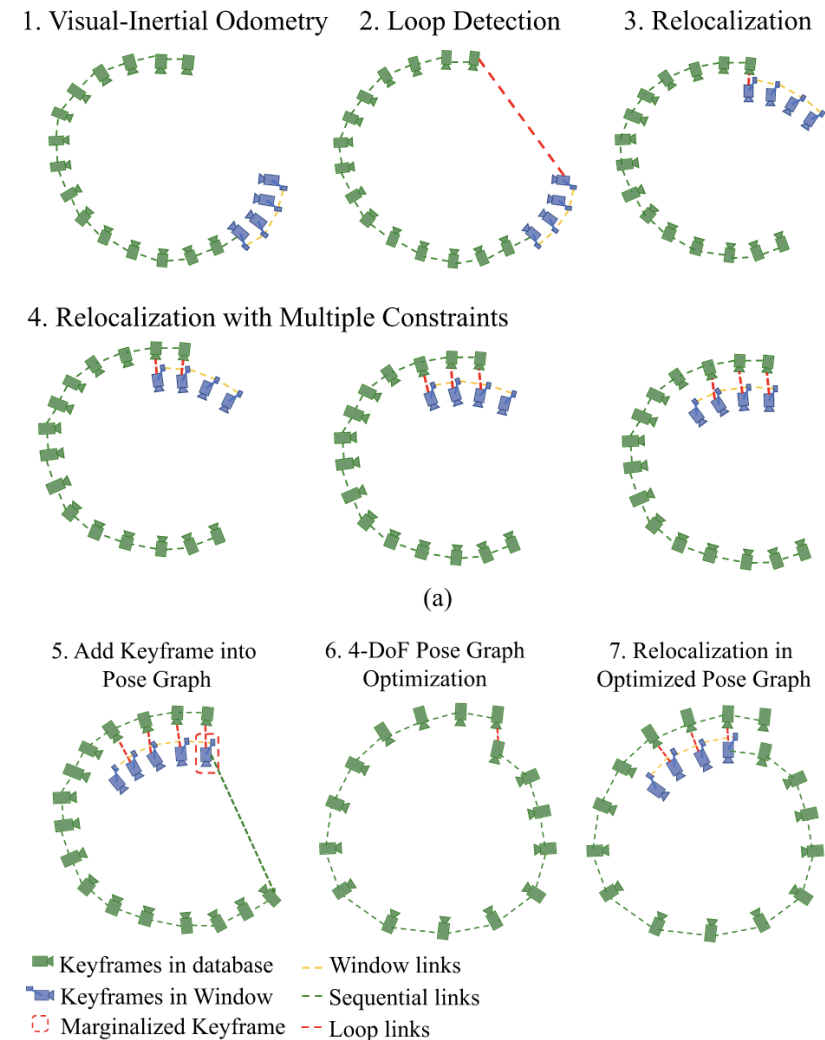 1. Visual-Inertial Odometry
2. Loop Detection
3. Relocalization
4. Relocalization with Multiple Constraints
(a)
5. Add Keyframe into
Pose Graph
6. 4-DoF Pose Graph
Optimization
7. Relocalization in
Optimized Pose Graph
Keyframes in database
Window links
Keyframes in Window
Sequential links
Marginalized Keyframe
Loop links